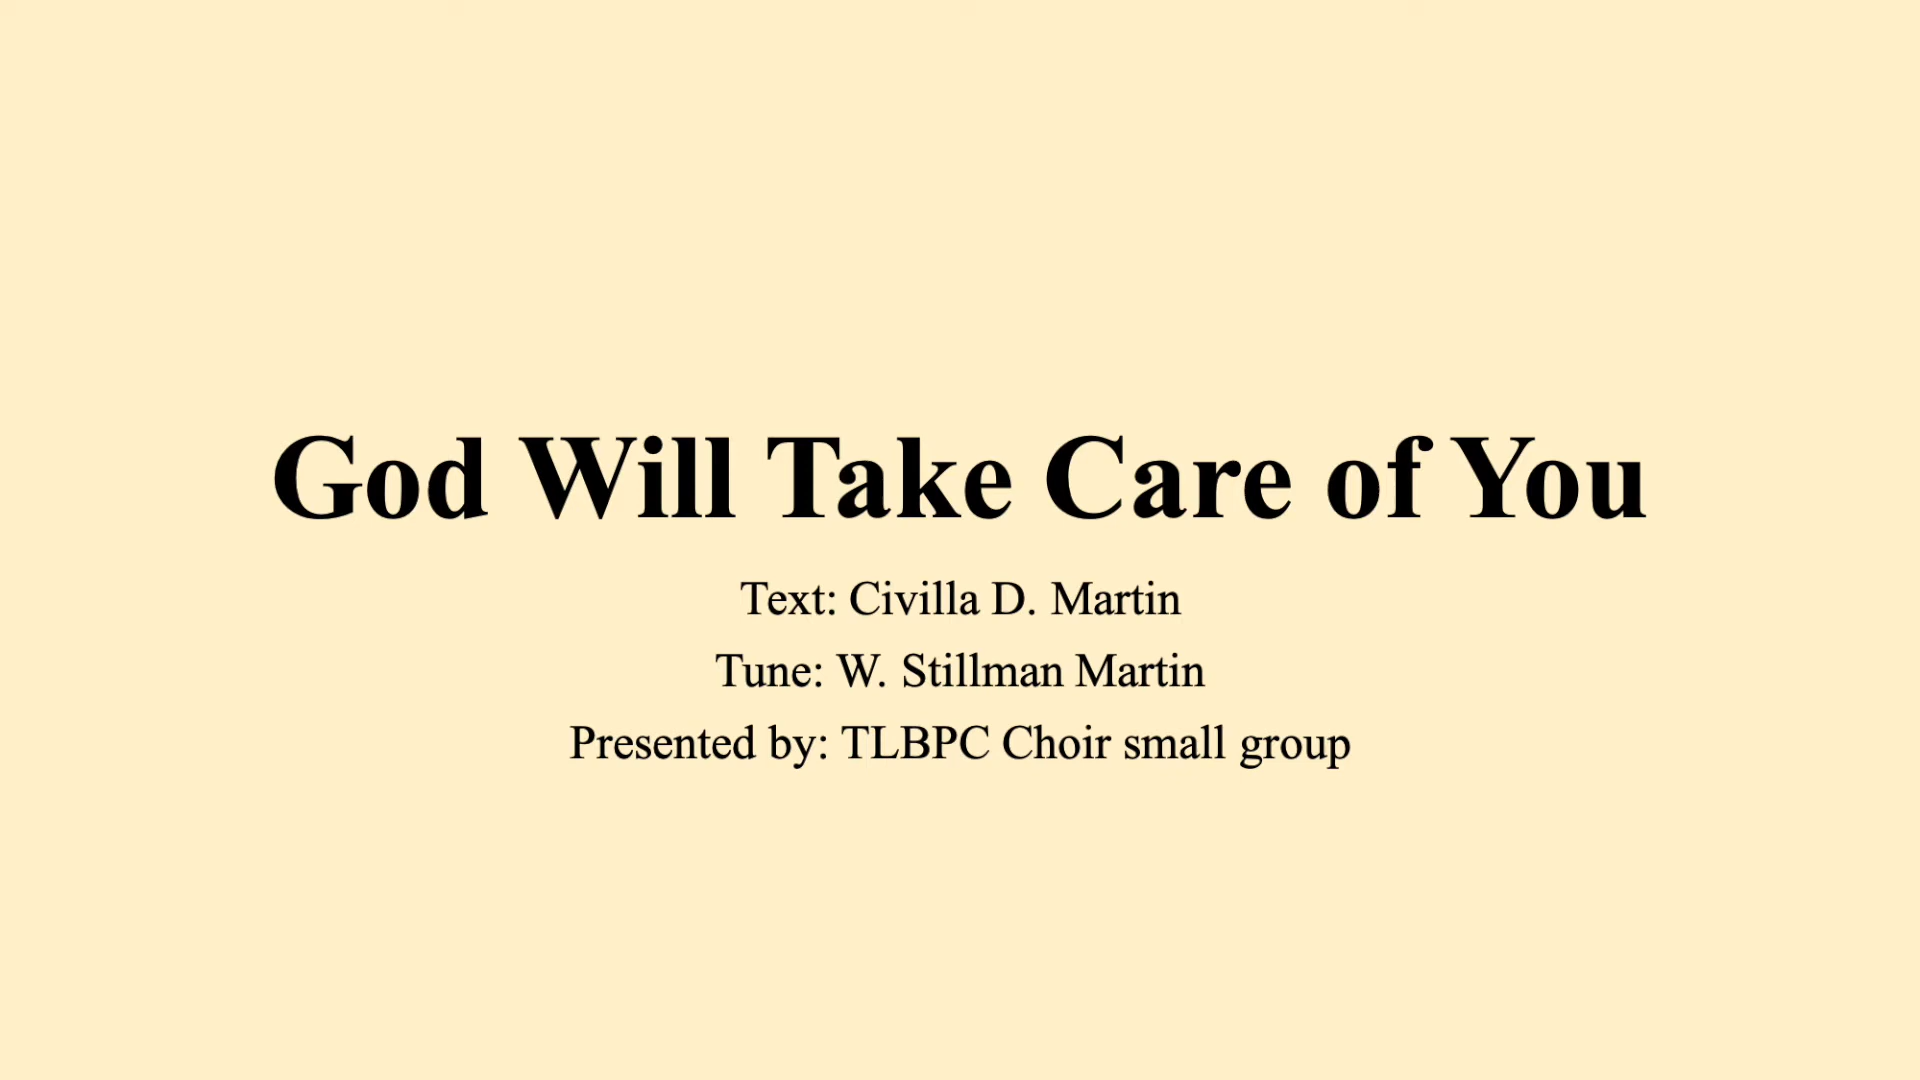 God Will Take Care of You
Text: Civilla D. Martin
Tune: W. Stillman Martin
Presented by: TLBPC Choir small group